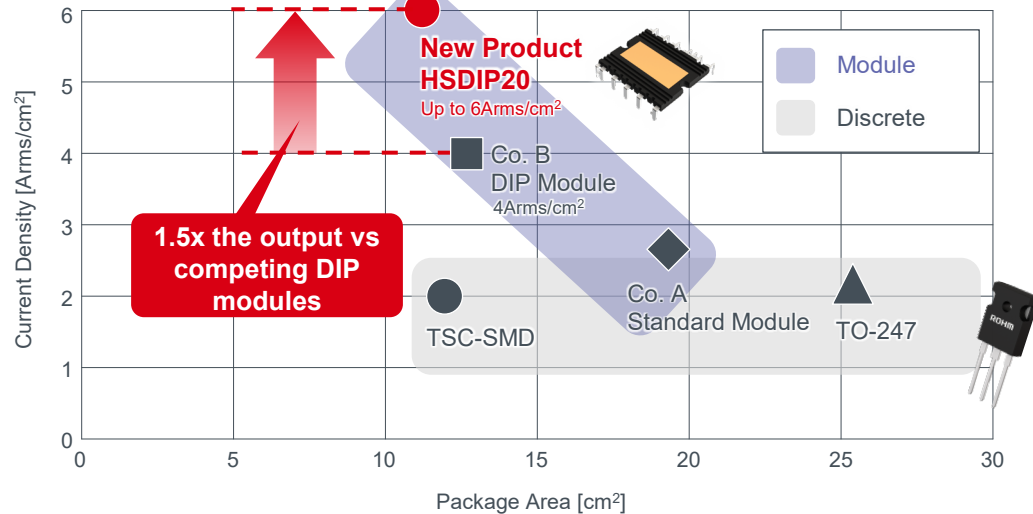 6
5
4
3
2
1
0
Current Density [Arms/cm²]
New Product
HSDIP20
Up to 6Arms/cm²
Module
Discrete
Co. B
DIP Module
4Arms/cm²
1.5x the output vs
competing DIP
modules
TSC-SMD
Co. A
Standard Module
TO-247
ROHM
0
5
10
15
20
25
30
Package Area [cm²]